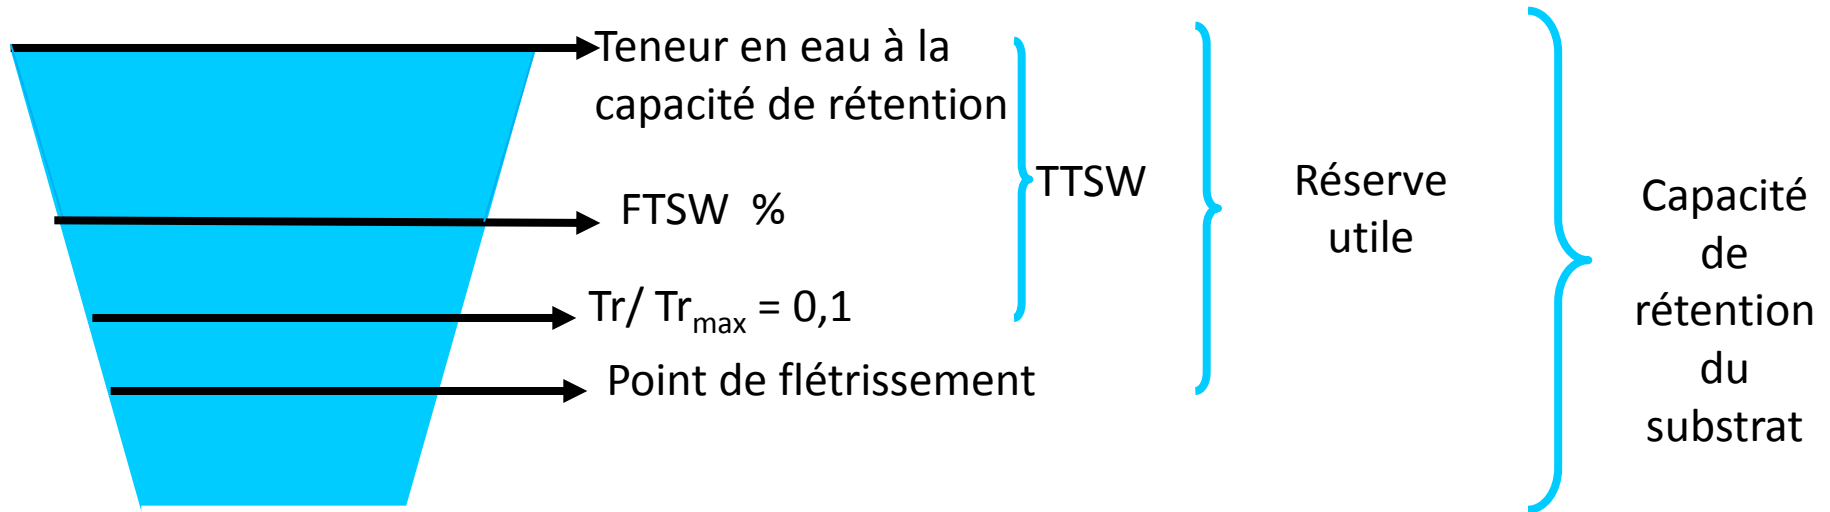 Teneur en eau à la
capacité de rétention
FTSW %
Tr/ Trmax = 0,1
Point de flétrissement
TTSW
Réserve
utile
Capacité
de
rétention
du
substrat